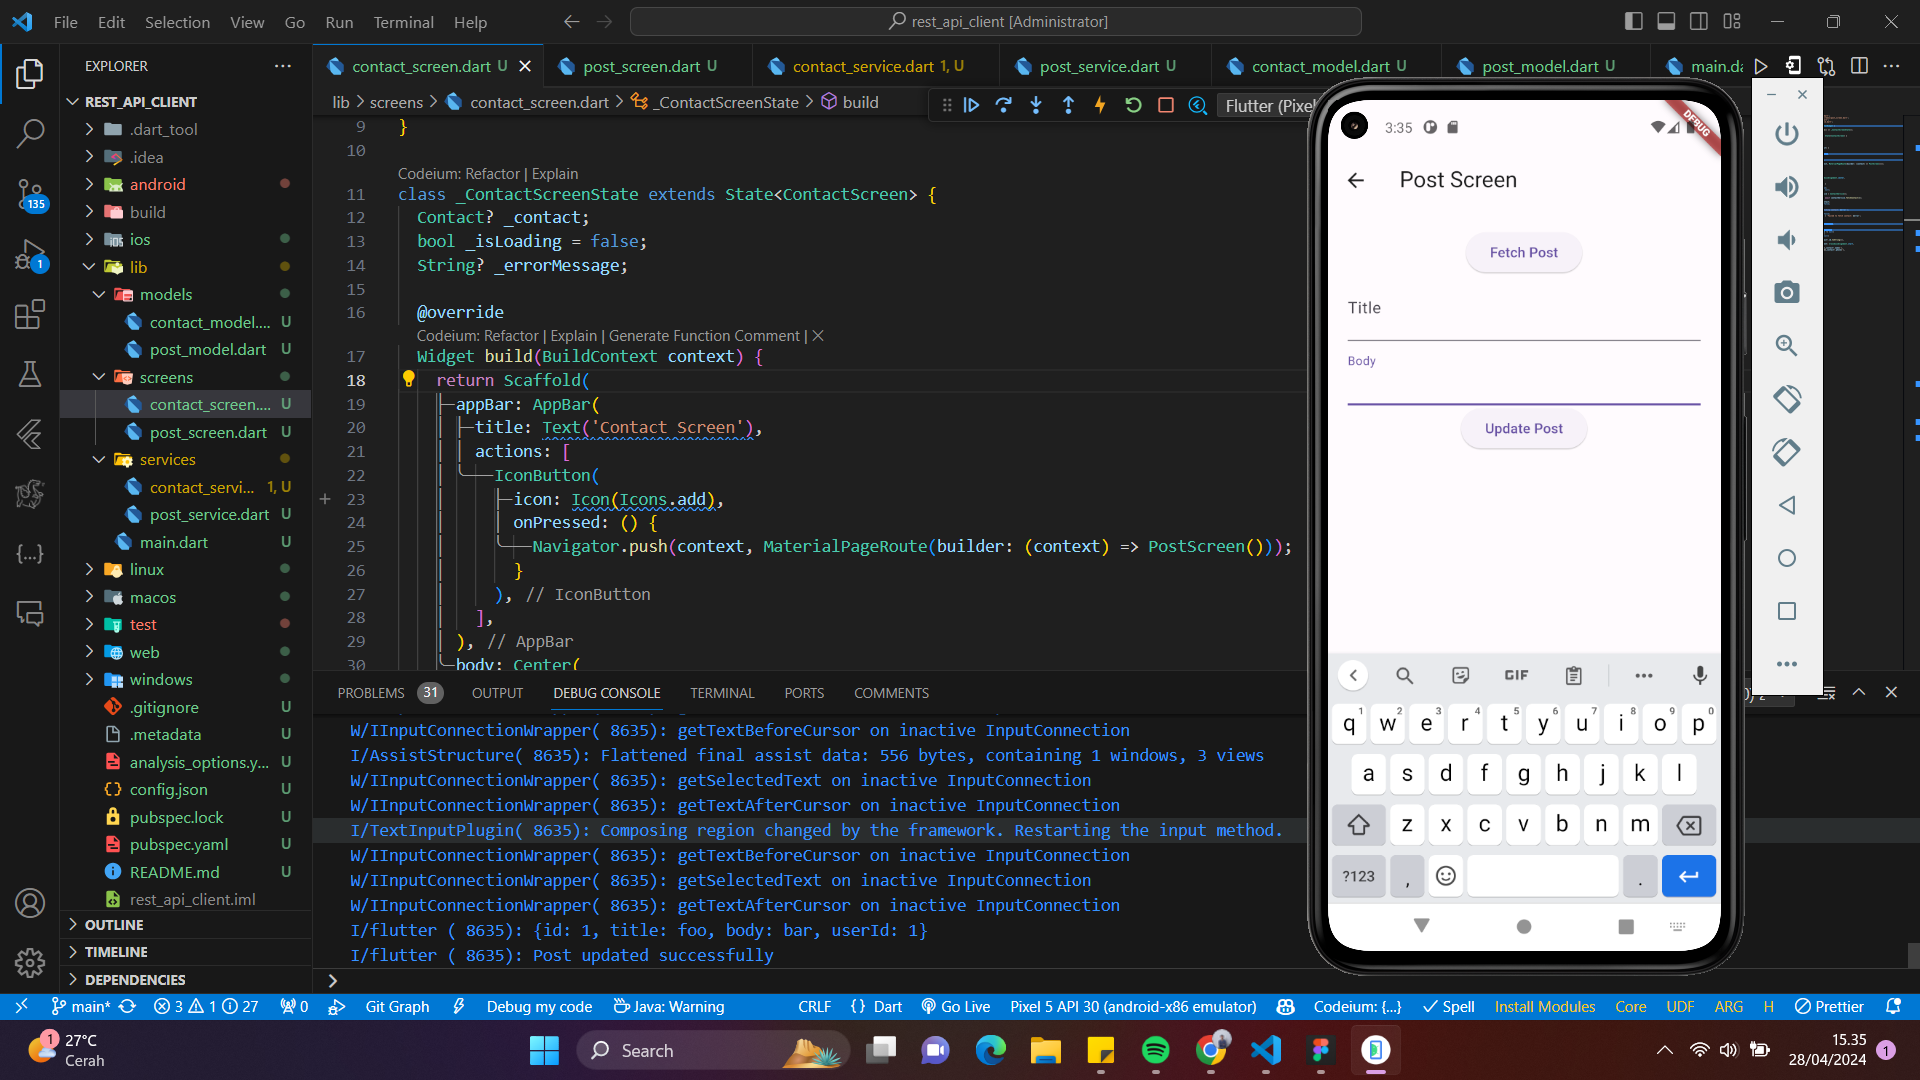 File Edit Selection View Go Run Terminal Help
rest_api_client [Administrator]
EXPLORER
REST_API_CLIENT
.dart_tool
.idea
android
build
ios
lib
models
contact_model.... U
post_model.dart U
screens
contact_screen.... U
post_screen.dart U
services
contact_servi... 1, U
post_service.dart U
main.dart U
linux
macos
test
web
windows
.gitignore U
.metadata U
analysis_options.y... U
config.json U
pubspec.lock U
pubspec.yaml U
README.md U
rest_api_client.iml
OUTLINE
TIMELINE
DEPENDENCIES
135
1
contact_screen.dart U
post_screen.dart U
contact_service.dart 1, U
post_service.dart U
contact_model.dart U
post_model.dart U
main.da
lib > screens > contact_screen.dart > _ContactScreenState > build
Flutter (Pixel
9 }
10
Codeium: Refactor | Explain
11 class _ContactScreenState extends State<ContactScreen> {
12 Contact? _contact;
13 bool _isLoading = false;
14 String? _errorMessage;
15
16 @override
Codeium: Refactor | Explain | Generate Function Comment | X
17 Widget build(BuildContext context) {
18 return Scaffold(
19 appBar: AppBar(
20 title: Text('Contact Screen'),
21 actions: [
22 IconButton(
23 icon: Icon(Icons.add),
24 onPressed: () {
25 Navigator.push(context, MaterialPageRoute(builder: (context) => PostScreen()));
26 }
27 ), // IconButton
28 ],
29 ), // AppBar
30 body: Center(
PROBLEMS 31 OUTPUT DEBUG CONSOLE TERMINAL PORTS COMMENTS
W/IInputConnectionWrapper( 8635): getTextBeforeCursor on inactive InputConnection
I/AssistStructure( 8635): Flattened final assist data: 556 bytes, containing 1 windows, 3 views
W/IInputConnectionWrapper( 8635): getSelectedText on inactive InputConnection
W/IInputConnectionWrapper( 8635): getTextAfterCursor on inactive InputConnection
I/TextInputPlugin( 8635): Composing region changed by the framework. Restarting the input method.
W/IInputConnectionWrapper( 8635): getTextBeforeCursor on inactive InputConnection
W/IInputConnectionWrapper( 8635): getSelectedText on inactive InputConnection
W/IInputConnectionWrapper( 8635): getTextAfterCursor on inactive InputConnection
I/flutter ( 8635): {id: 1, title: foo, body: bar, userId: 1}
I/flutter ( 8635): Post updated successfully
3:35
DEBUG
Post Screen
Fetch Post
Title
Body
Update Post
GIF
q1 w2 e3 r4 t5 y6 u7 i8 o9 p0
a s d f g h j k l
z x c v b n m
?123 , .
main* 3 1 27 0 Git Graph Debug my code Java: Warning CRLF {} Dart Go Live Pixel 5 API 30 (android-x86 emulator) Codeium: {...} Spell Install Modules Core UDF ARG H Prettier
1
27°C
Cerah
Search
15.35
28/04/2024
1